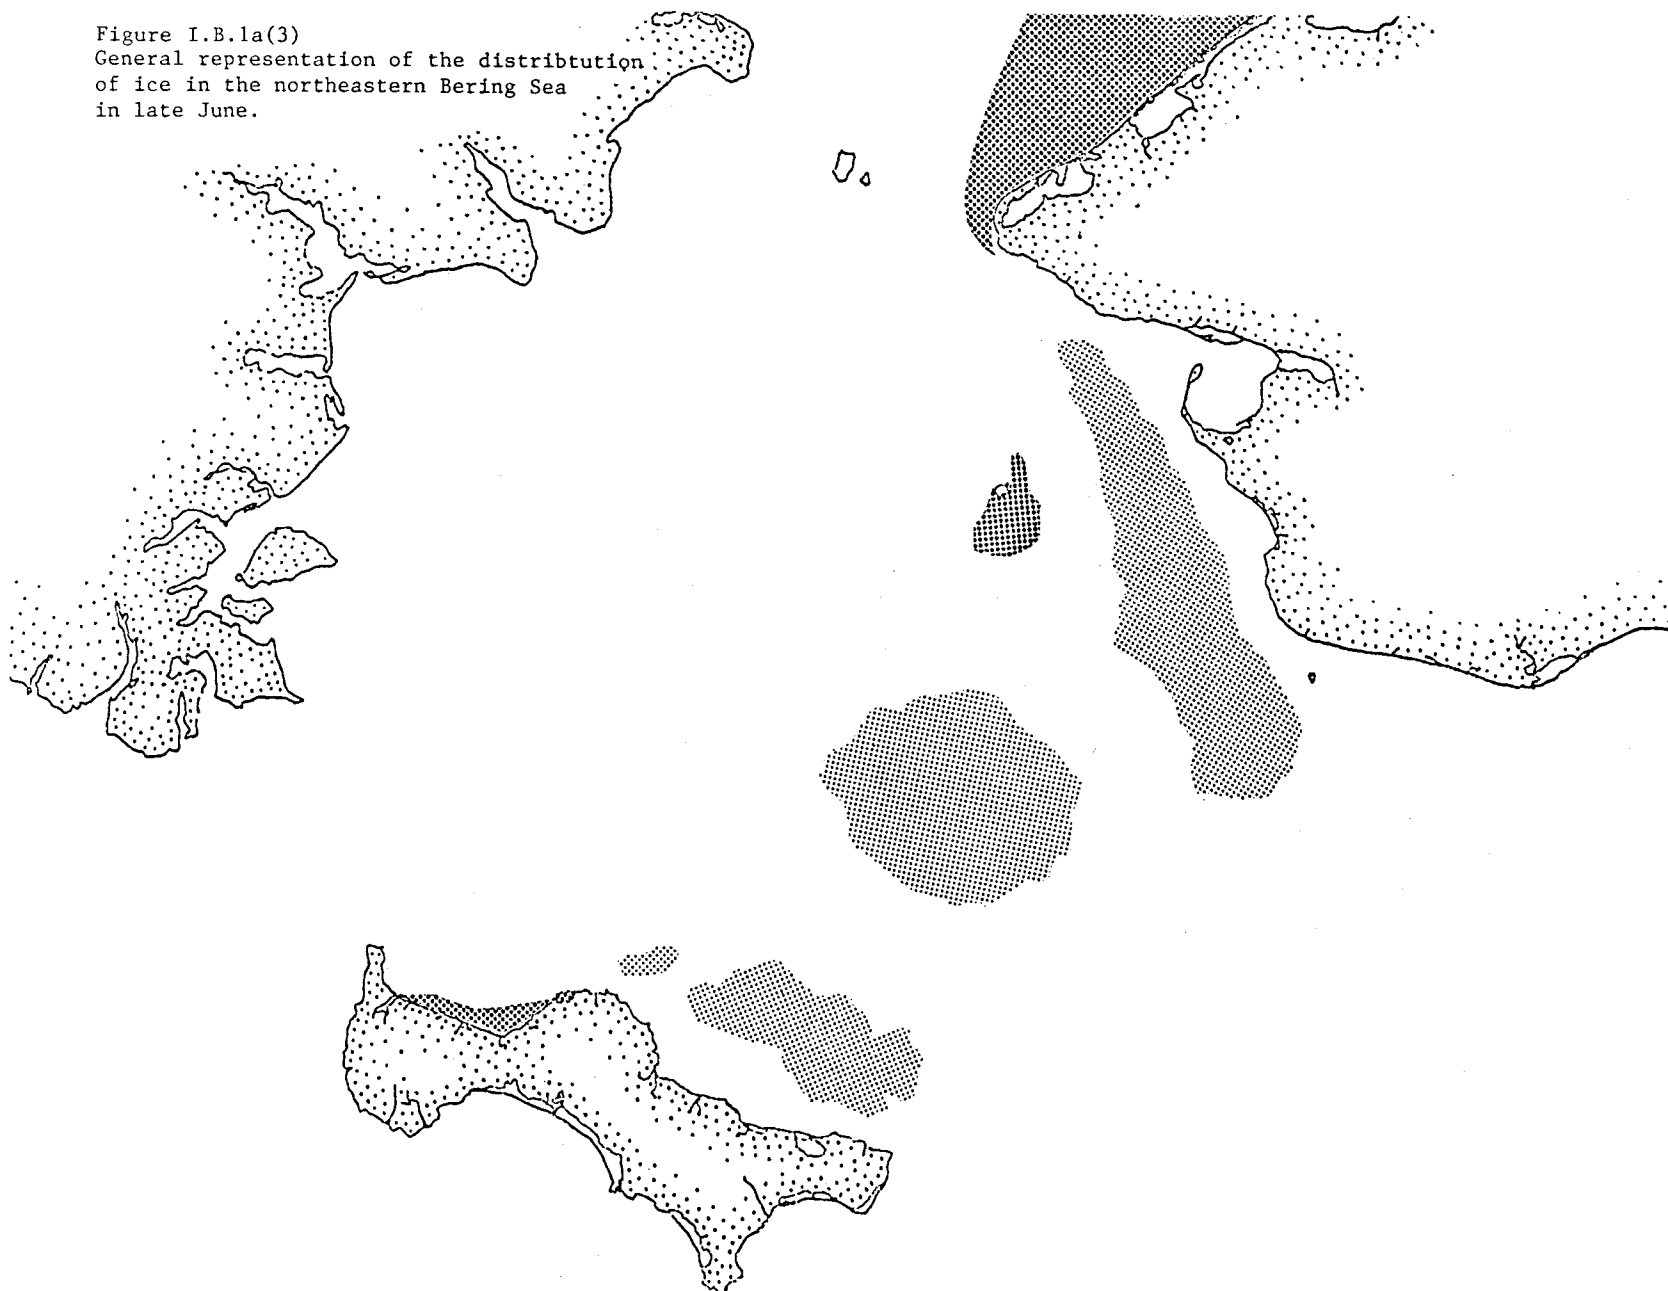 Figure I.B.1a(3)
General representation of the distribtution
of ice in the northeastern Bering Sea
in late June.